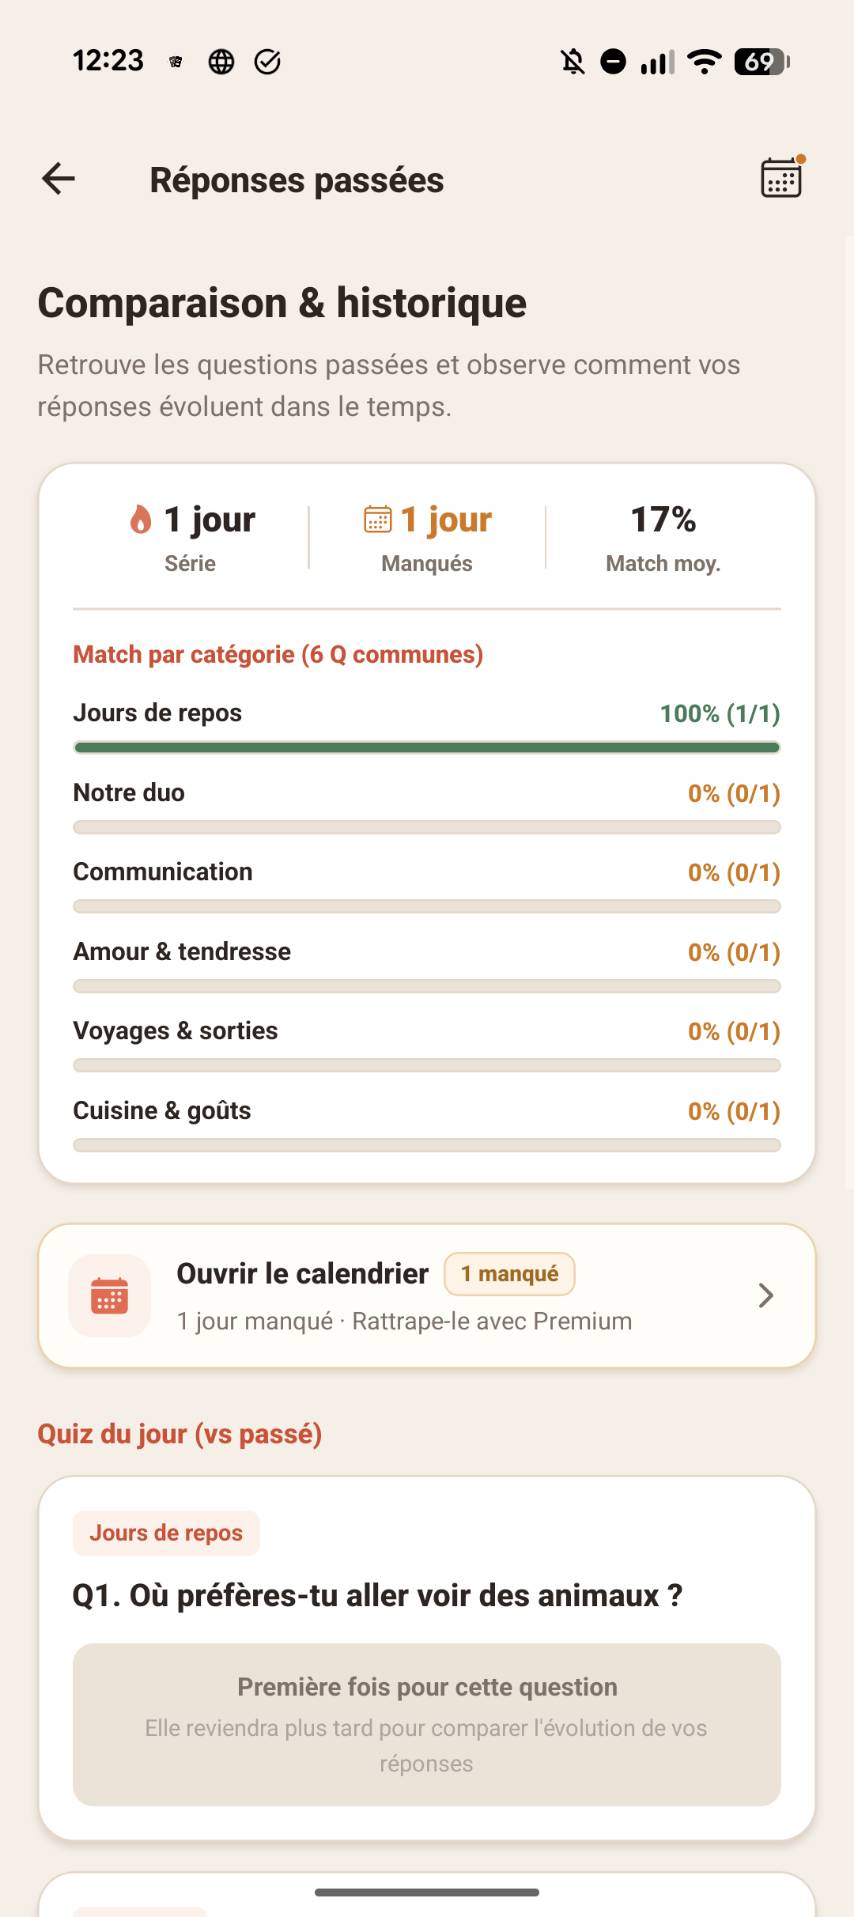 12:23
69
Réponses passées
Comparaison & historique
Retrouve les questions passées et observe comment vos
réponses évoluent dans le temps.
1 jour
Série
1 jour
Manqués
17%
Match moy.
Match par catégorie (6 Q communes)
Jours de repos 100% (1/1)
Notre duo 0% (0/1)
Communication 0% (0/1)
Amour & tendresse 0% (0/1)
Voyages & sorties 0% (0/1)
Cuisine & goûts 0% (0/1)
Ouvrir le calendrier 1 manqué
1 jour manqué · Rattrape-le avec Premium
Quiz du jour (vs passé)
Jours de repos
Q1. Où préfères-tu aller voir des animaux ?
Première fois pour cette question
Elle reviendra plus tard pour comparer l'évolution de vos
réponses